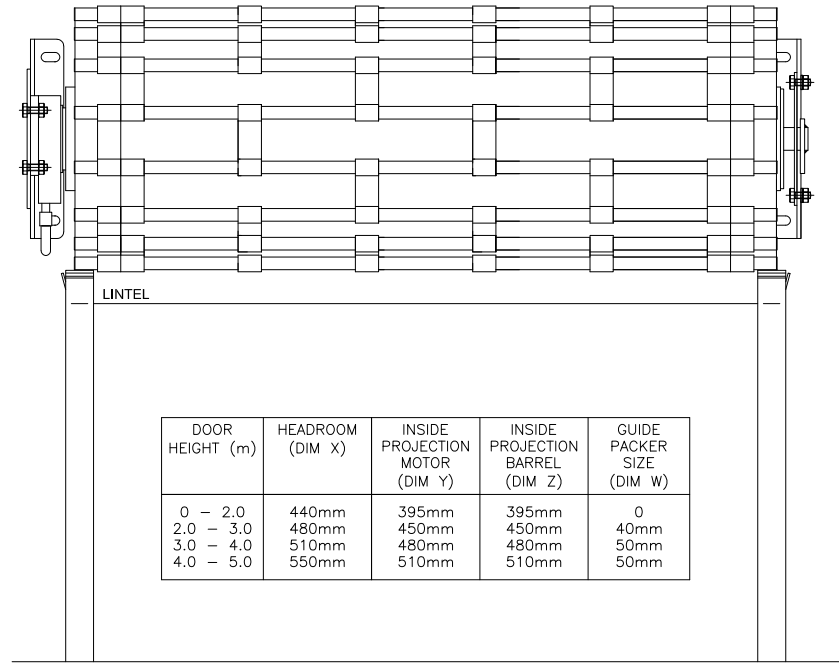 LINTEL
DOOR HEIGHT (m) HEADROOM (DIM X) INSIDE PROJECTION MOTOR (DIM Y) INSIDE PROJECTION BARREL (DIM Z) GUIDE PACKER SIZE (DIM W)
0 – 2.0 440mm 395mm 395mm 0
2.0 – 3.0 480mm 450mm 450mm 40mm
3.0 – 4.0 510mm 480mm 480mm 50mm
4.0 – 5.0 550mm 510mm 510mm 50mm